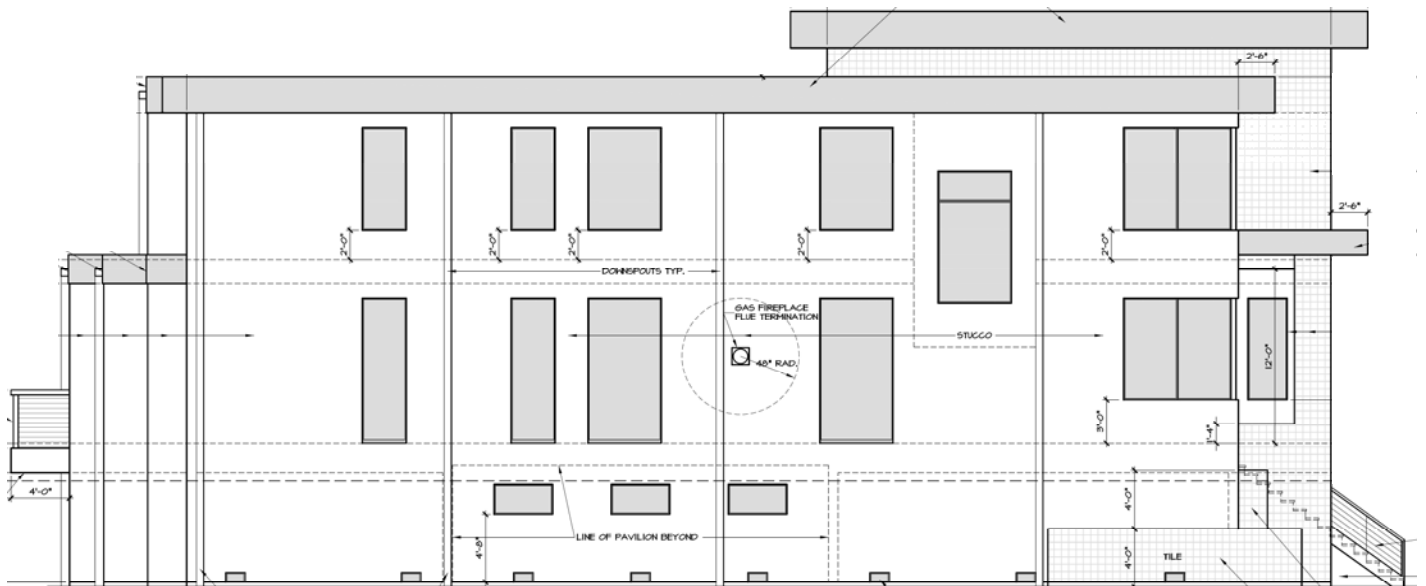 2'-6"
2'-6"
2'-0"
2'-0"
2'-0"
2'-0"
2'-0"
DOWNSPOUTS TYP.
GAS FIREPLACE
FLUE TERMINATION
48" RAD.
STUCCO
12'-0"
3'-0"
1'-4"
4'-0"
4'-0"
4'-8"
LINE OF PAVILION BEYOND
4'-0"
TILE